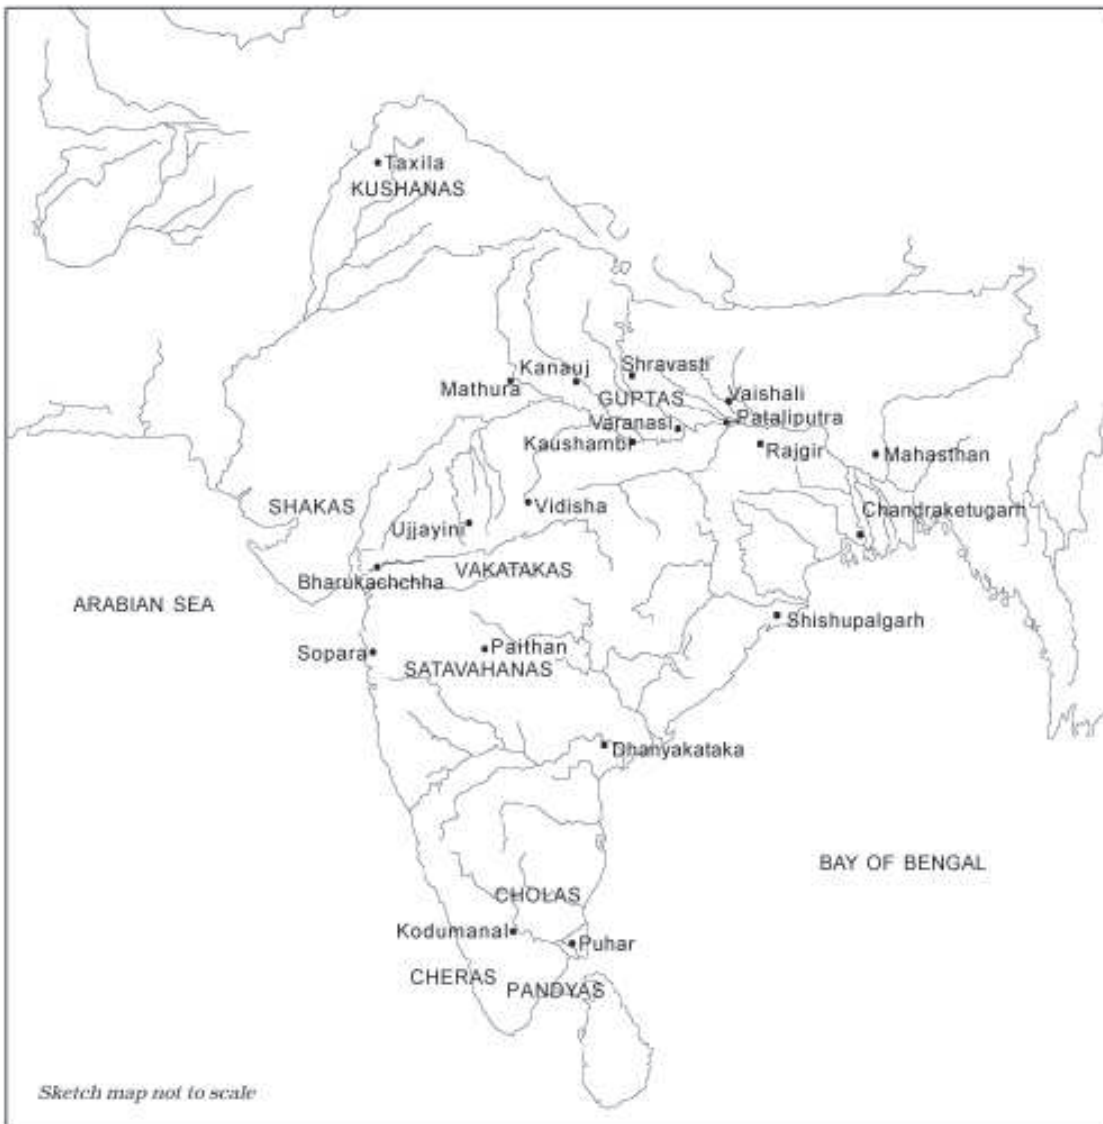 Taxila
KUSHANAS
Shravasti
Kanauj
Mathura
Vaishali
GUPTAS
Pataliputra
Varanasi
Kaushambi
Rajgir
Mahasthan
SHAKAS
Vidisha
Chandraketugarh
Ujjayini
VAKATAKAS
Bharukachchha
ARABIAN SEA
Shishupalgarh
Paithan
Sopara
SATAVAHANAS
Dhanyakataka
BAY OF BENGAL
CHOLAS
Kodumanal
Puhar
CHERAS
PANDYAS
Sketch map not to scale